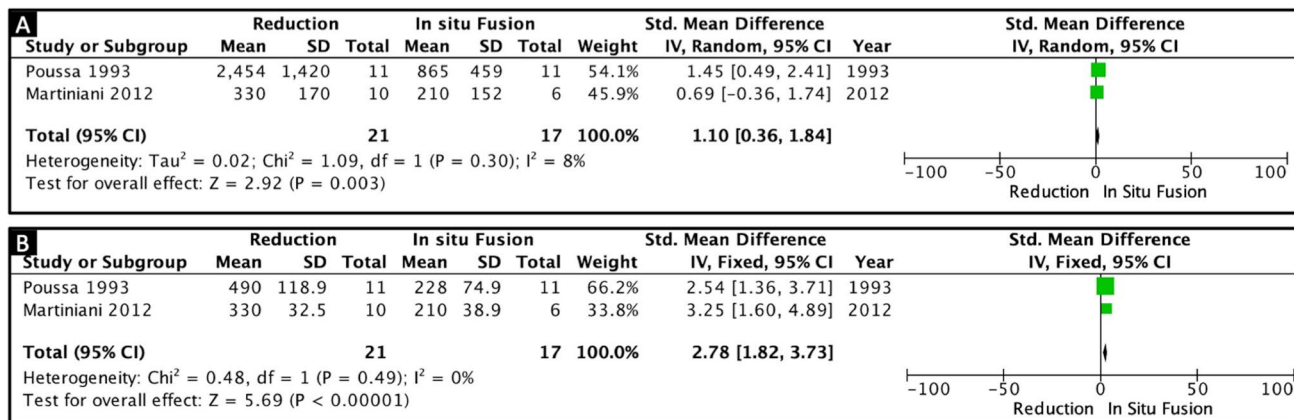 A
Reduction In situ Fusion Std. Mean Difference Std. Mean Difference
Study or Subgroup Mean SD Total Mean SD Total Weight IV, Random, 95% CI Year IV, Random, 95% CI
Poussa 1993 2,454 1,420 11 865 459 11 54.1% 1.45 [0.49, 2.41] 1993
Martiniani 2012 330 170 10 210 152 6 45.9% 0.69 [−0.36, 1.74] 2012
Total (95% CI) 21 17 100.0% 1.10 [0.36, 1.84]
Heterogeneity: Tau² = 0.02; Chi² = 1.09, df = 1 (P = 0.30); I² = 8%
Test for overall effect: Z = 2.92 (P = 0.003)
−100 −50 0 50 100
Reduction In Situ Fusion
B
Reduction In situ Fusion Std. Mean Difference Std. Mean Difference
Study or Subgroup Mean SD Total Mean SD Total Weight IV, Fixed, 95% CI Year IV, Fixed, 95% CI
Poussa 1993 490 118.9 11 228 74.9 11 66.2% 2.54 [1.36, 3.71] 1993
Martiniani 2012 330 32.5 10 210 38.9 6 33.8% 3.25 [1.60, 4.89] 2012
Total (95% CI) 21 17 100.0% 2.78 [1.82, 3.73]
Heterogeneity: Chi² = 0.48, df = 1 (P = 0.49); I² = 0%
Test for overall effect: Z = 5.69 (P < 0.00001)
−100 −50 0 50 100
Reduction In Situ Fusion